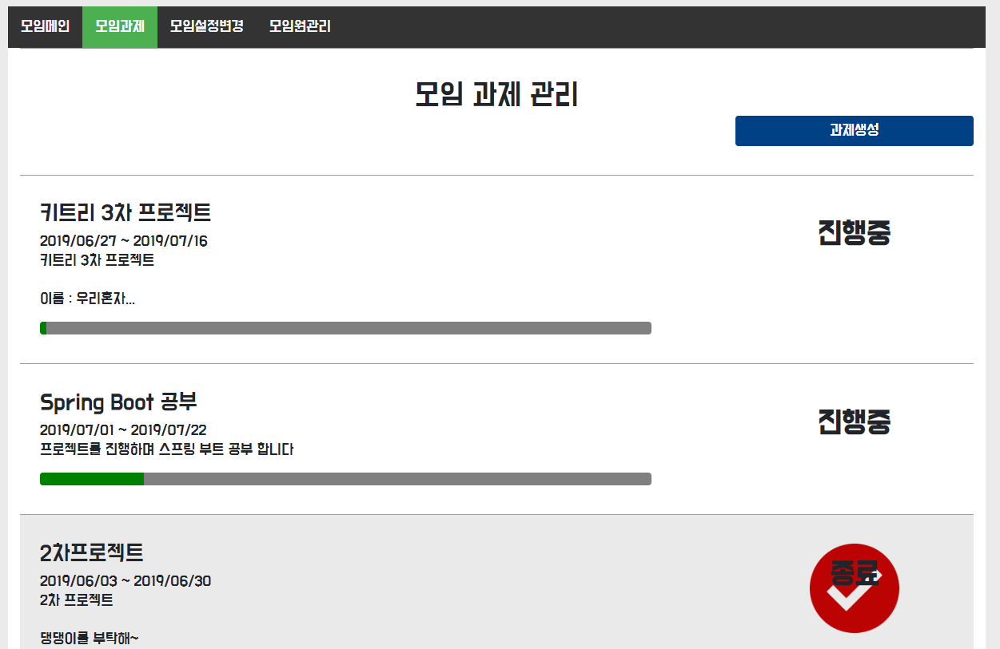 모임메인 모임과제 모임설정변경 모임원관리
모임 과제 관리
과제생성
키트리 3차 프로젝트
진행중
2019/06/27 ~ 2019/07/16
키트리 3차 프로젝트
이름 : 우리혼자...
Spring Boot 공부
진행중
2019/07/01 ~ 2019/07/22
프로젝트를 진행하며 스프링 부트 공부 합니다
2차프로젝트
종료
2019/06/03 ~ 2019/06/30
2차 프로젝트
댕댕이를 부탁해~